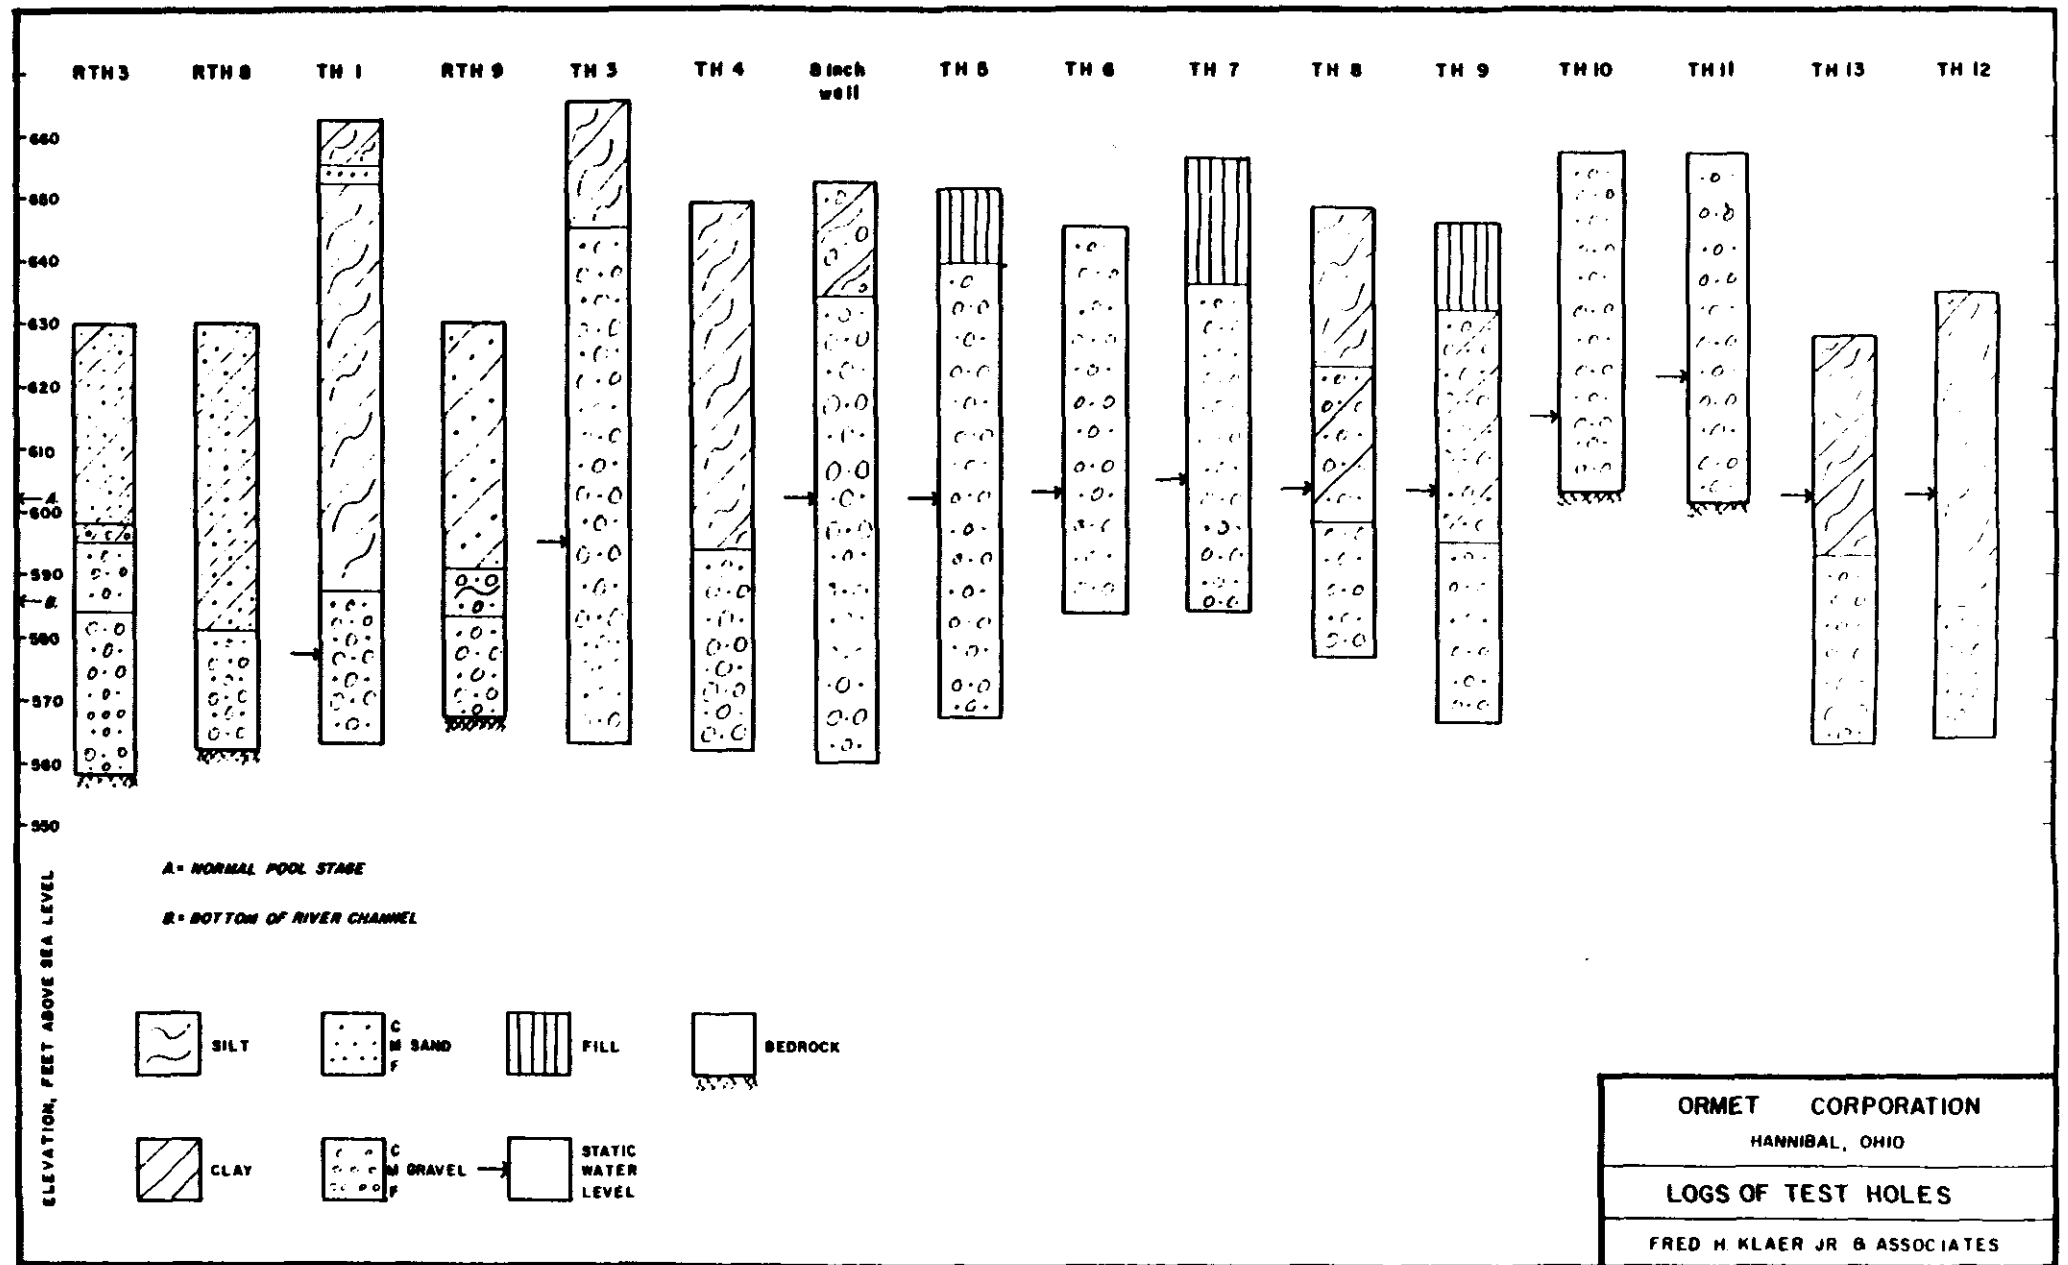 RTH 3 RTH 8 TH 1 RTH 9 TH 3 TH 4 8 inch well TH 5 TH 6 TH 7 TH 8 TH 9 TH 10 TH 11 TH 13 TH 12
660
650
640
630
620
610
A
600
590
B
580
570
560
550
ELEVATION, FEET ABOVE SEA LEVEL
A = NORMAL POOL STAGE
B = BOTTOM OF RIVER CHANNEL
SILT
C
M SAND
F
FILL
BEDROCK
CLAY
C
M GRAVEL
F
STATIC
WATER
LEVEL
ORMET CORPORATION
HANNIBAL, OHIO
LOGS OF TEST HOLES
FRED H. KLAER JR & ASSOCIATES